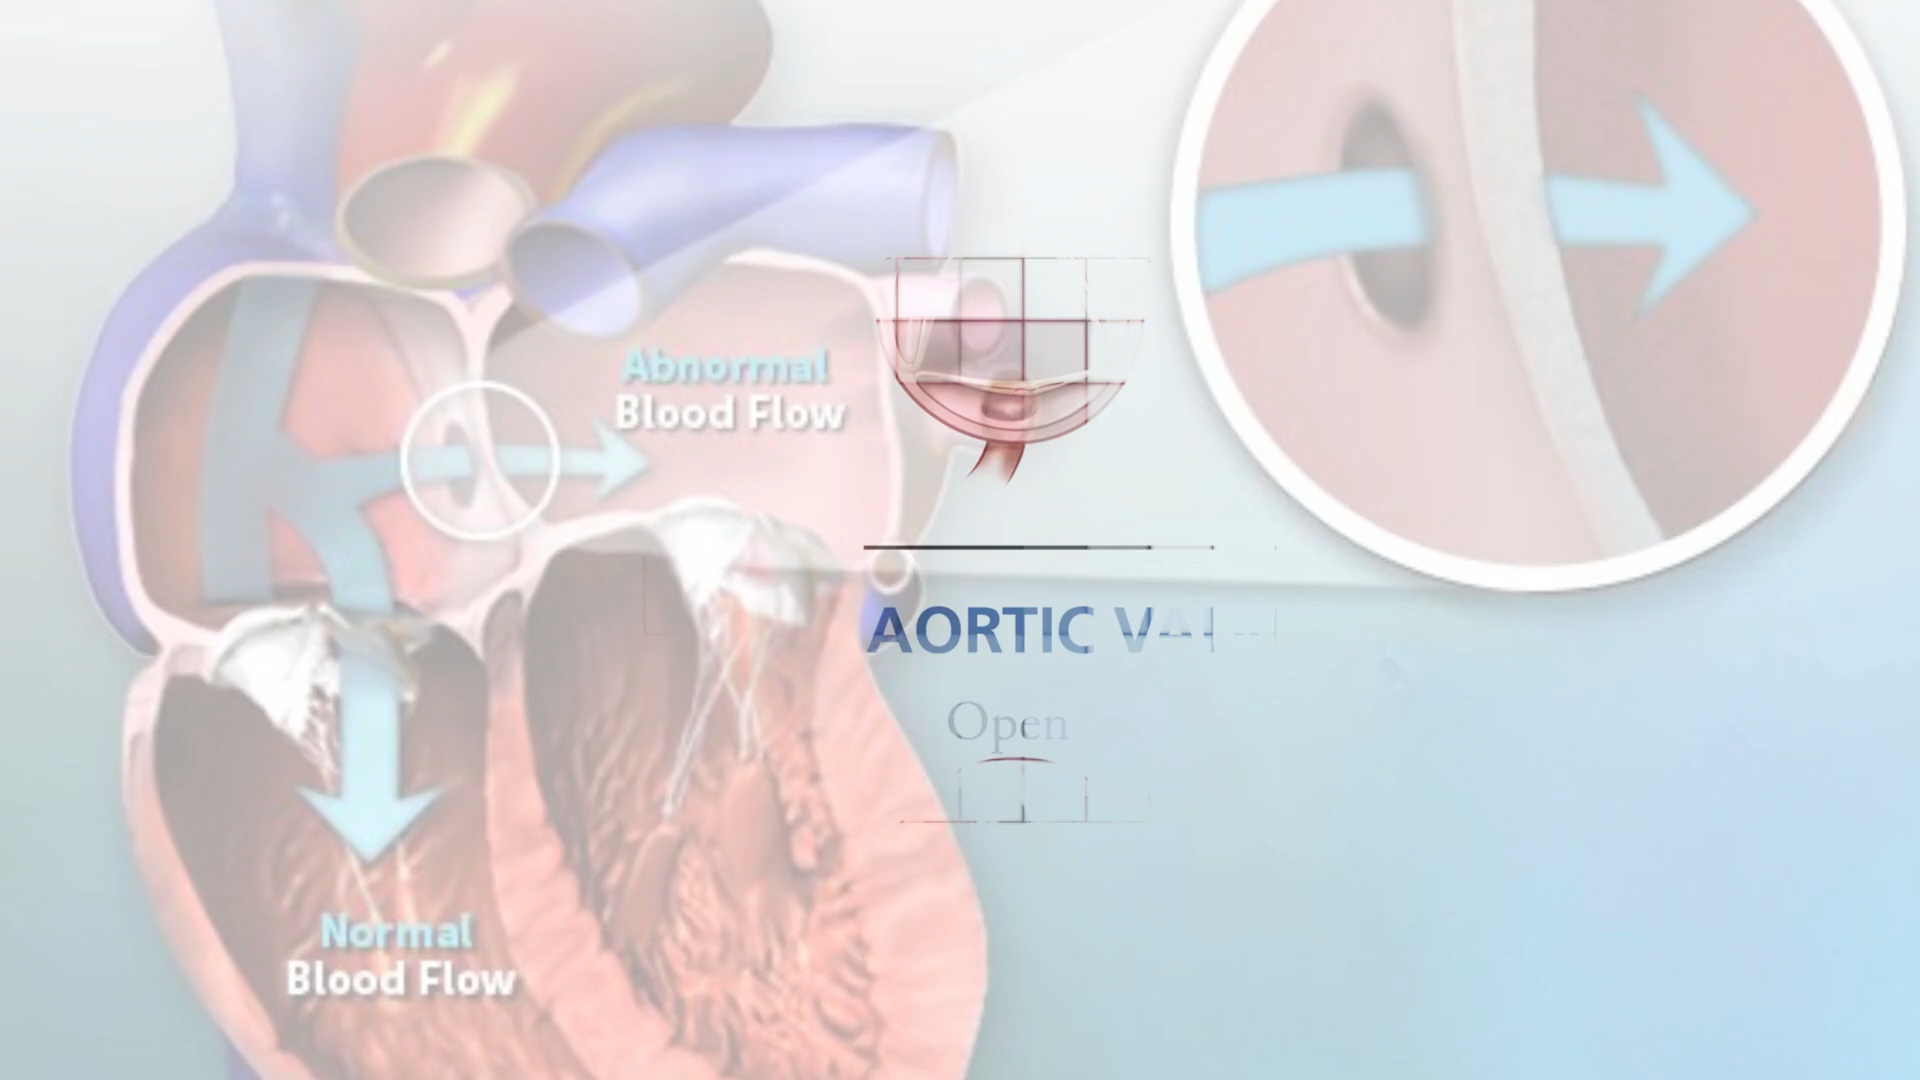 Abnormal
Blood Flow
AORTIC
Open
Normal
Blood Flow